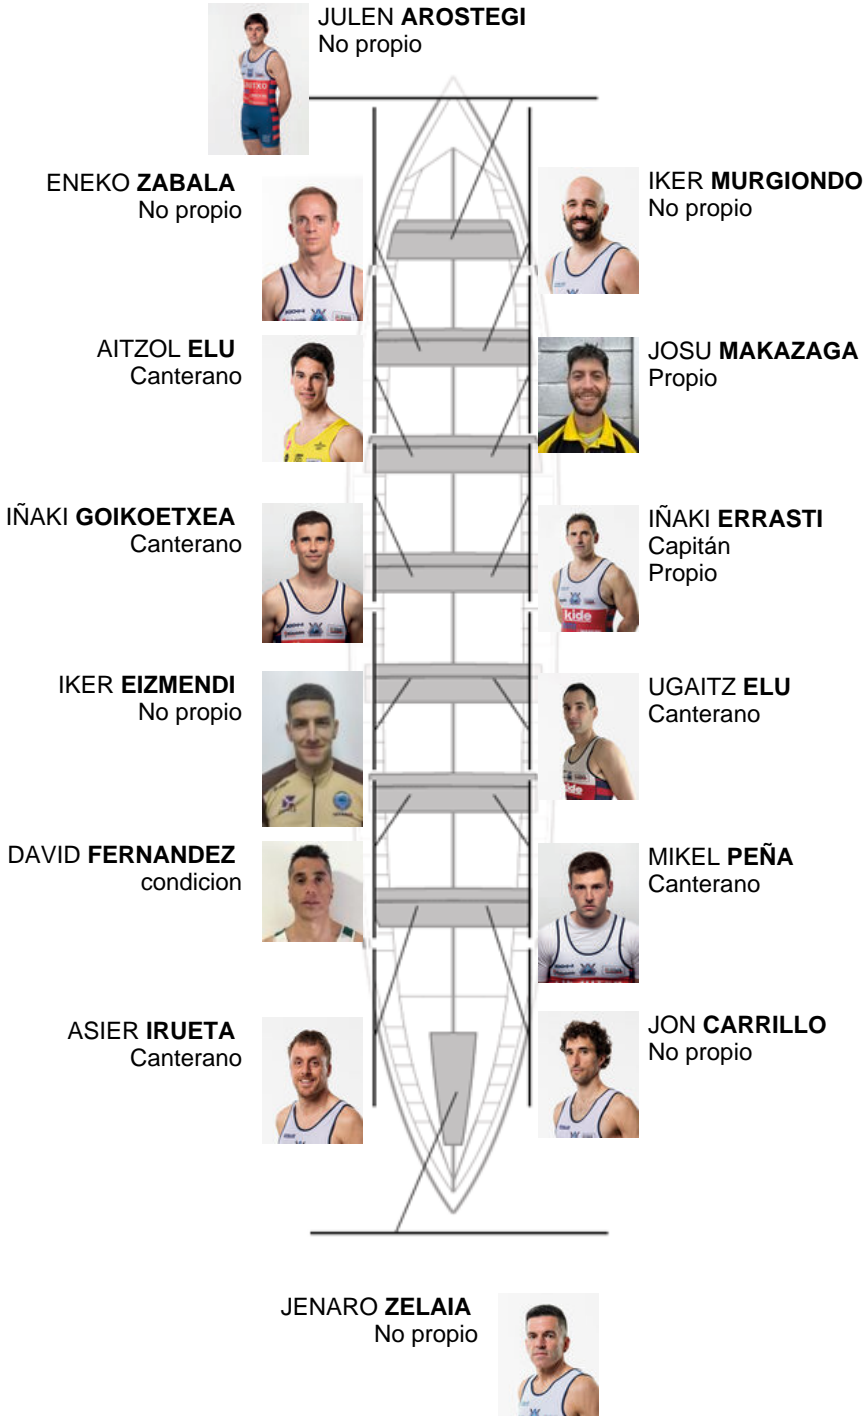 JULEN AROSTEGI
No propio
ENEKO ZABALA
No propio
IKER MURGIONDO
No propio
AITZOL ELU
Canterano
JOSU MAKAZAGA
Propio
IÑAKI GOIKOETXEA
Canterano
IÑAKI ERRASTI
Capitán
Propio
kide
IKER EIZMENDI
No propio
UGAITZ ELU
Canterano
kide
DAVID FERNANDEZ
condicion
MIKEL PEÑA
Canterano
ASIER IRUETA
Canterano
JON CARRILLO
No propio
JENARO ZELAIA
No propio